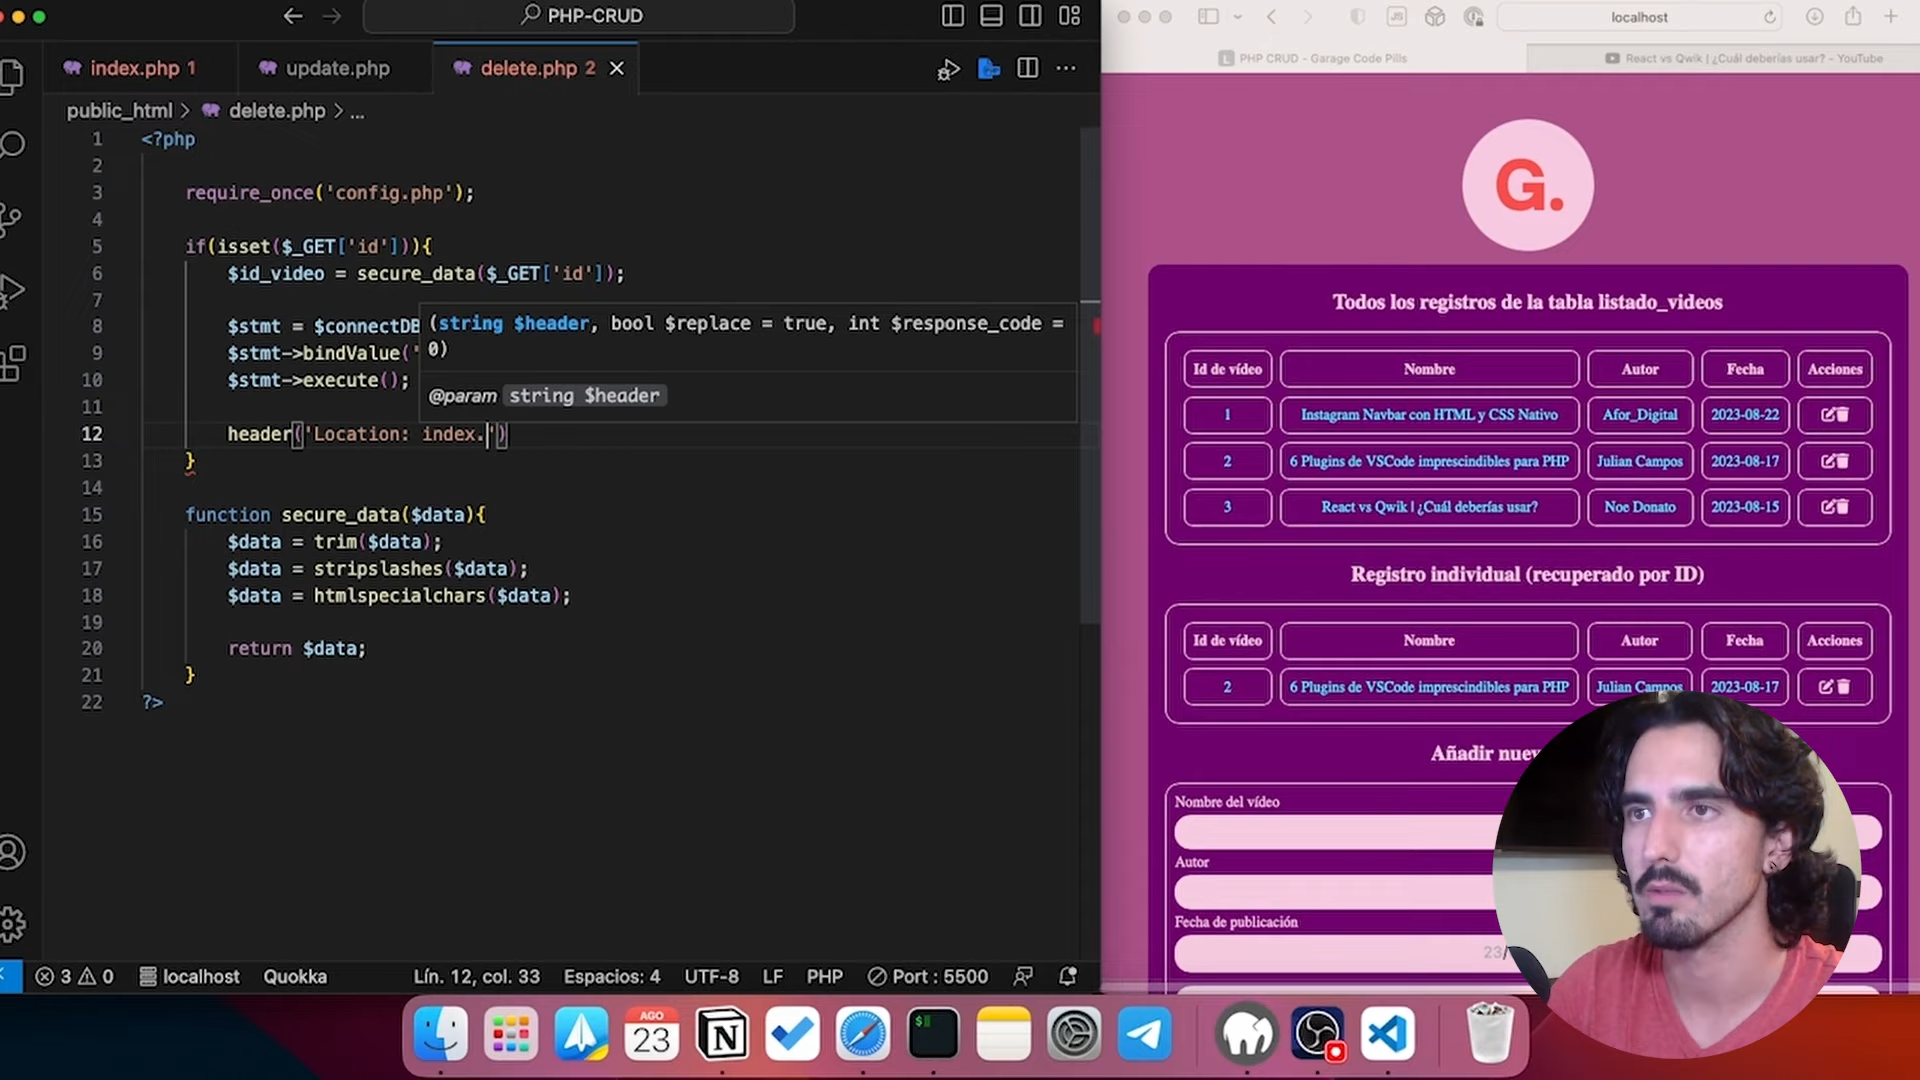 PHP-CRUD
index.php 1
update.php
delete.php 2
public_html > delete.php > ...
1 <?php
2
3 require_once('config.php');
4
5 if(isset($_GET['id'])){
6 $id_video = secure_data($_GET['id']);
7
8 $stmt = $connectDB
9 $stmt->bindValue('
10 $stmt->execute();
11
12 header('Location: index.')
13 }
14
15 function secure_data($data){
16 $data = trim($data);
17 $data = stripslashes($data);
18 $data = htmlspecialchars($data);
19
20 return $data;
21 }
22 ?>
(string $header, bool $replace = true, int $response_code =
0)
@param string $header
3 0 localhost Quokka Lín. 12, col. 33 Espacios: 4 UTF-8 LF PHP Port : 5500
localhost
PHP CRUD - Garage Code Pills
React vs Qwik | ¿Cuál deberías usar? - YouTube
G.
Todos los registros de la tabla listado_videos
Id de vídeo Nombre Autor Fecha Acciones
1 Instagram Navbar con HTML y CSS Nativo Afor_Digital 2023-08-22
2 6 Plugins de VSCode imprescindibles para PHP Julian Campos 2023-08-17
3 React vs Qwik | ¿Cuál deberías usar? Noe Donato 2023-08-15
Registro individual (recuperado por ID)
Id de vídeo Nombre Autor Fecha Acciones
2 6 Plugins de VSCode imprescindibles para PHP Julian Campos 2023-08-17
Añadir nuev
Nombre del vídeo
Autor
Fecha de publicación
23/
AGO
23
N
$